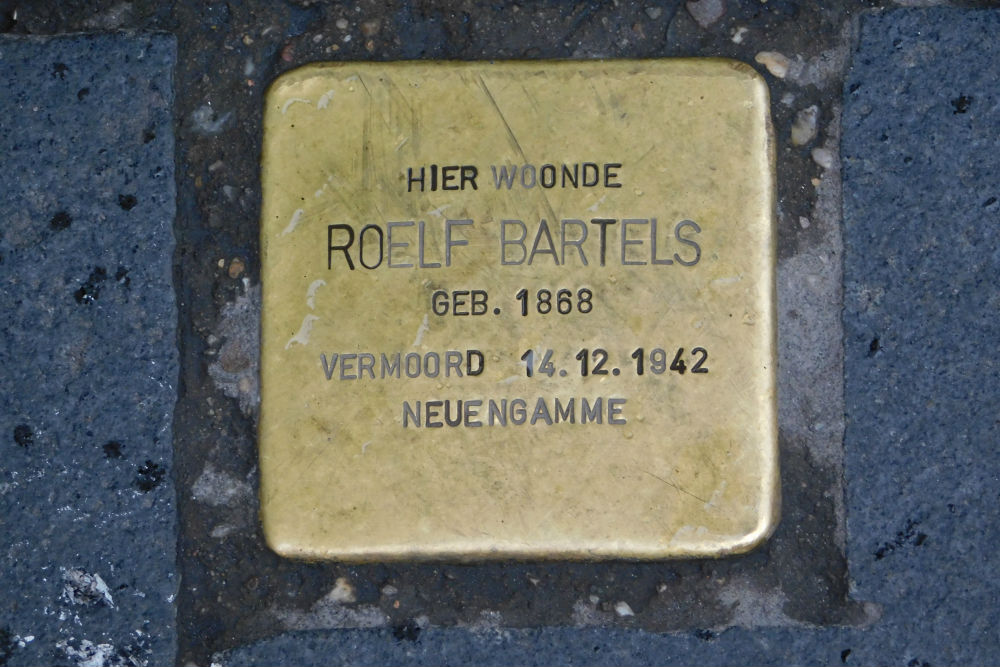 HIER WOONDE
ROELF BARTELS
GEB. 1868
VERMOORD 14.12.1942
NEUENGAMME